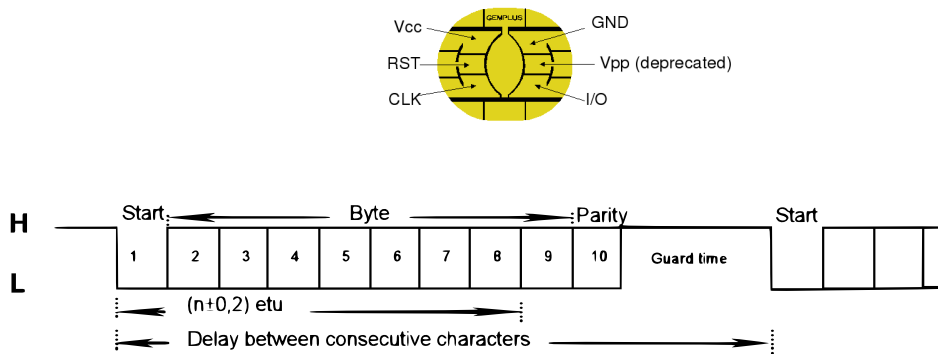 GEMPLUS
Vcc GND
RST Vpp (deprecated)
CLK I/O
H Start Byte Parity Start
1 2 3 4 5 6 7 8 9 10 Guard time
L
(n±0,2) etu
Delay between consecutive characters